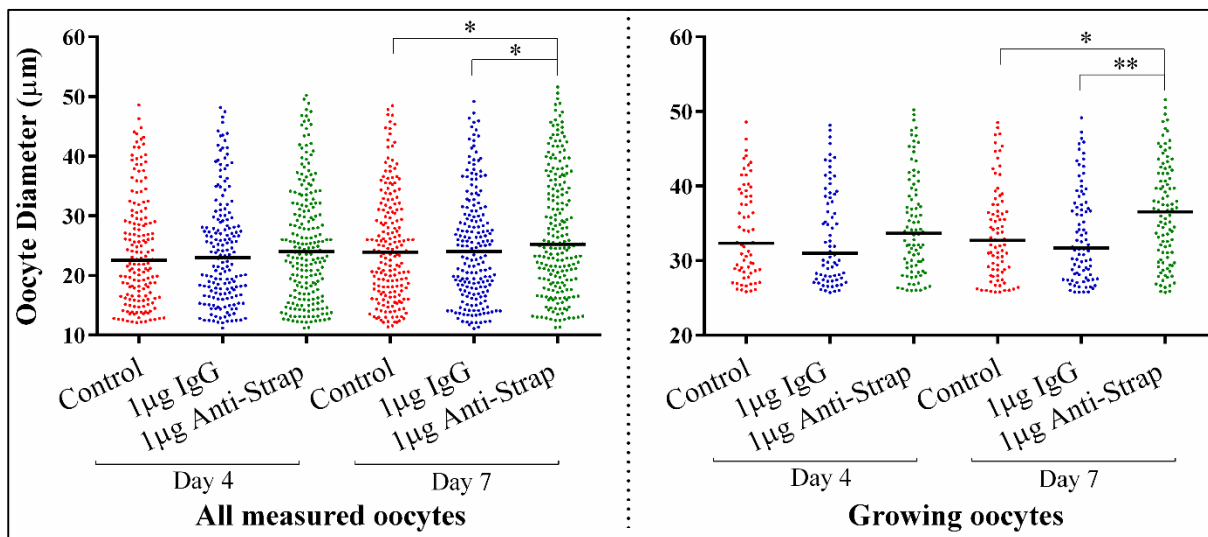 Oocyte Diameter (μm)
60
50
40
30
20
10
*
*
Control
1μg IgG
1μg Anti-Strap
Control
1μg IgG
1μg Anti-Strap
Day 4
Day 7
All measured oocytes
60
50
40
30
20
*
**
Control
1μg IgG
1μg Anti-Strap
Control
1μg IgG
1μg Anti-Strap
Day 4
Day 7
Growing oocytes